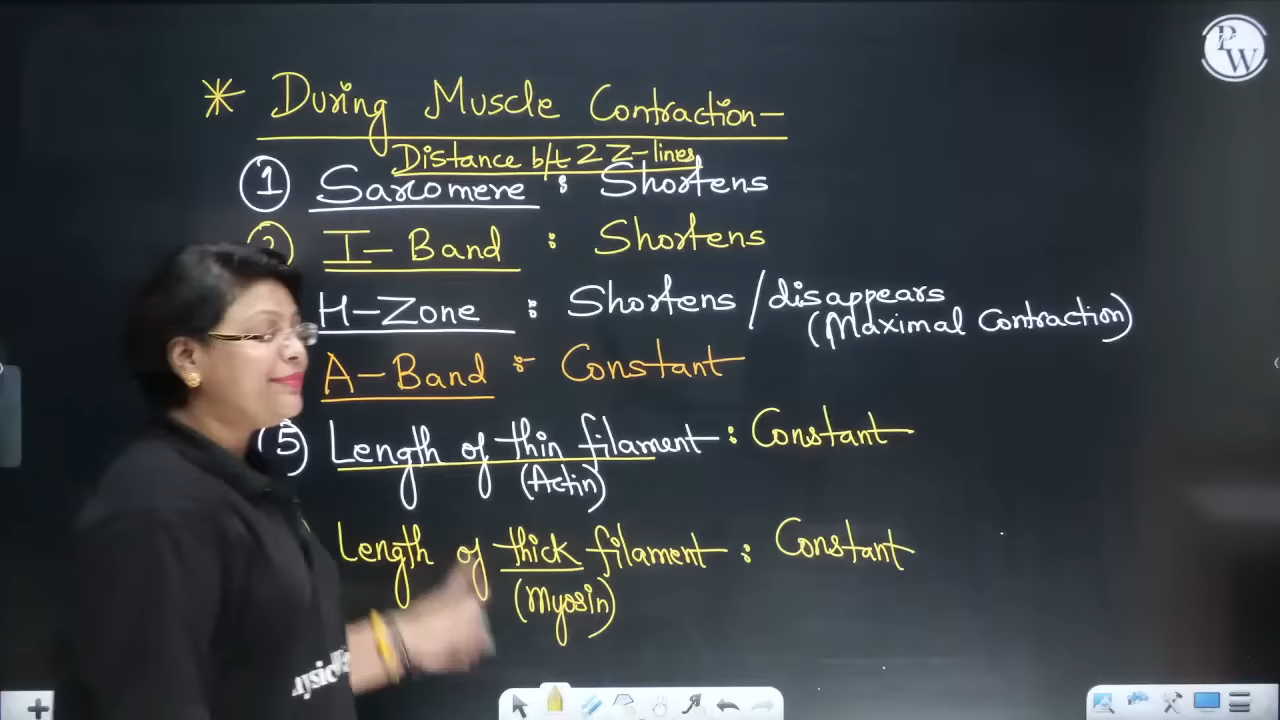 PW
* During Muscle Contraction-
Distance b/t 2 Z-lines
① Sarcomere : Shortens
I-Band : Shortens
H-Zone : Shortens / disappears
(Maximal Contraction)
A-Band :- Constant
(5) Length of thin filament : Constant
(Actin)
Length of thick filament : Constant
(Myosin)